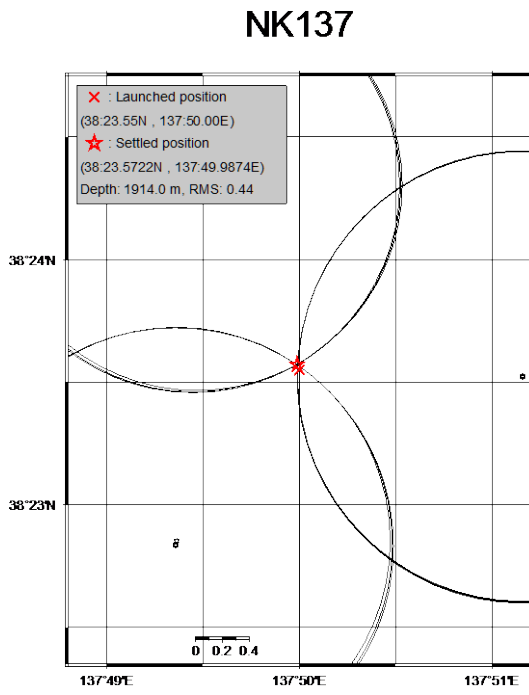 NK137
× : Launched position
(38:23.55N , 137:50.00E)
☆ : Settled position
(38:23.5722N , 137:49.9874E)
Depth: 1914.0 m, RMS: 0.44
38°24'N
38°23'N
0 0.2 0.4
137°49'E 137°50'E 137°51'E